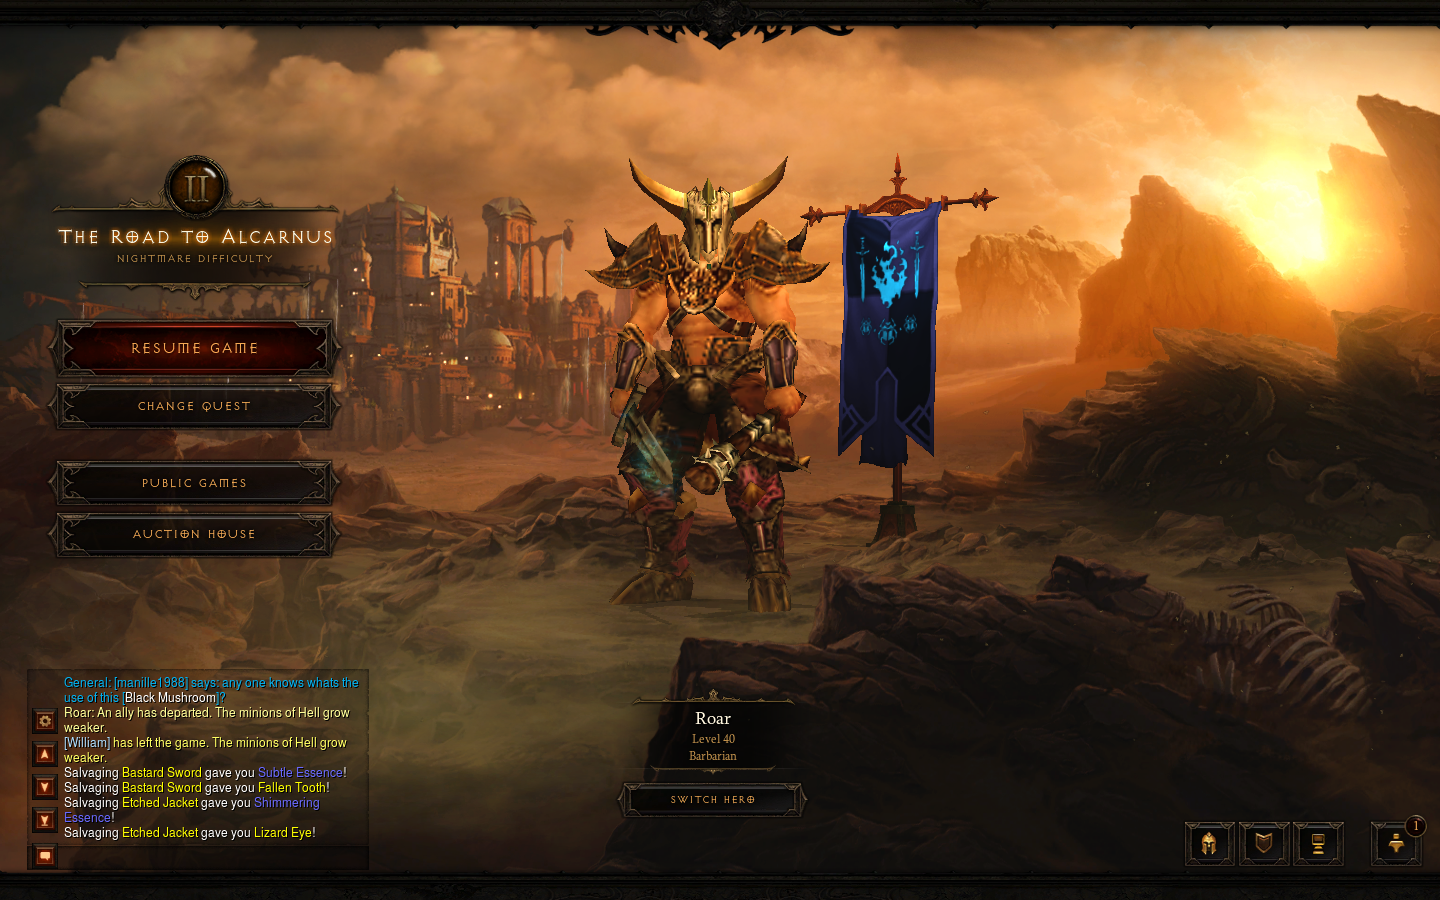 II
THE ROAD TO ALCARNUS
NIGHTMARE DIFFICULTY
RESUME GAME
CHANGE QUEST
PUBLIC GAMES
AUCTION HOUSE
General: [manille1988] says: any one knows whats the
use of this [Black Mushroom]?
Roar: An ally has departed. The minions of Hell grow
weaker.
[William] has left the game. The minions of Hell grow
weaker.
Salvaging Bastard Sword gave you Subtle Essence!
Salvaging Bastard Sword gave you Fallen Tooth!
Salvaging Etched Jacket gave you Shimmering
Essence!
Salvaging Etched Jacket gave you Lizard Eye!
Roar
Level 40
Barbarian
SWITCH HERO
1